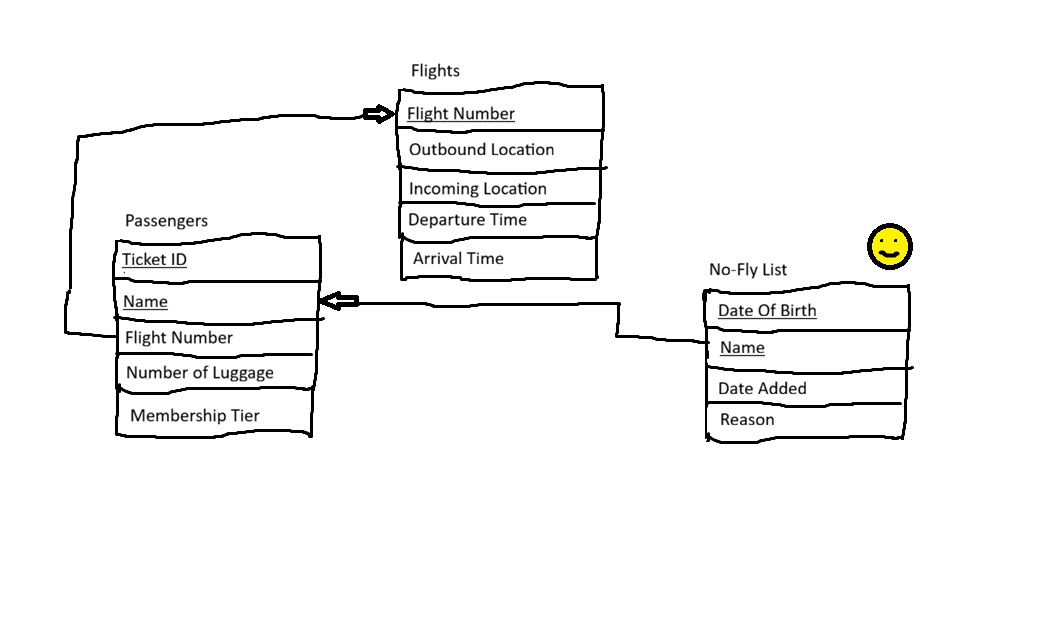 Flights
Flight Number
Outbound Location
Incoming Location
Departure Time
Arrival Time
Passengers
Ticket ID
Name
Flight Number
Number of Luggage
Membership Tier
No-Fly List
Date Of Birth
Name
Date Added
Reason